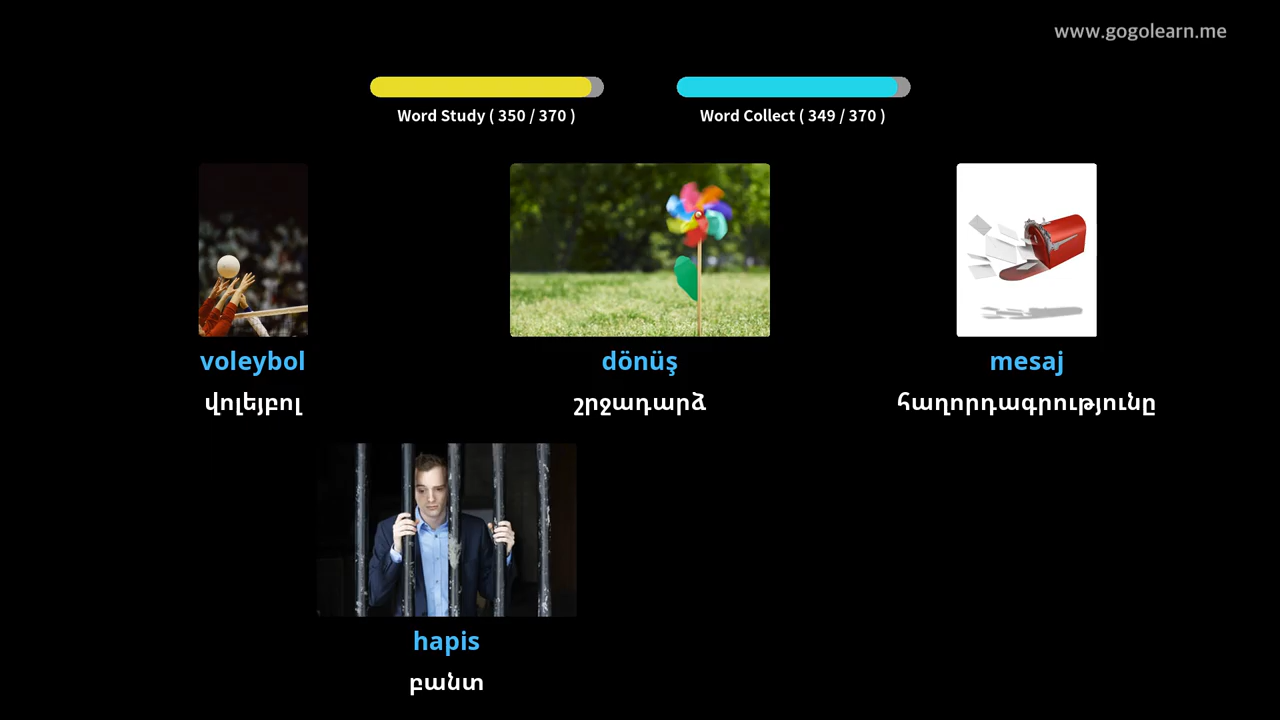 www.gogolearn.me
Word Study ( 350 / 370 )
Word Collect ( 349 / 370 )
voleybol
dönüş
mesaj
վոլեյբոլ
շրջադարձ
հաղորդագրությունը
hapis
բանտ